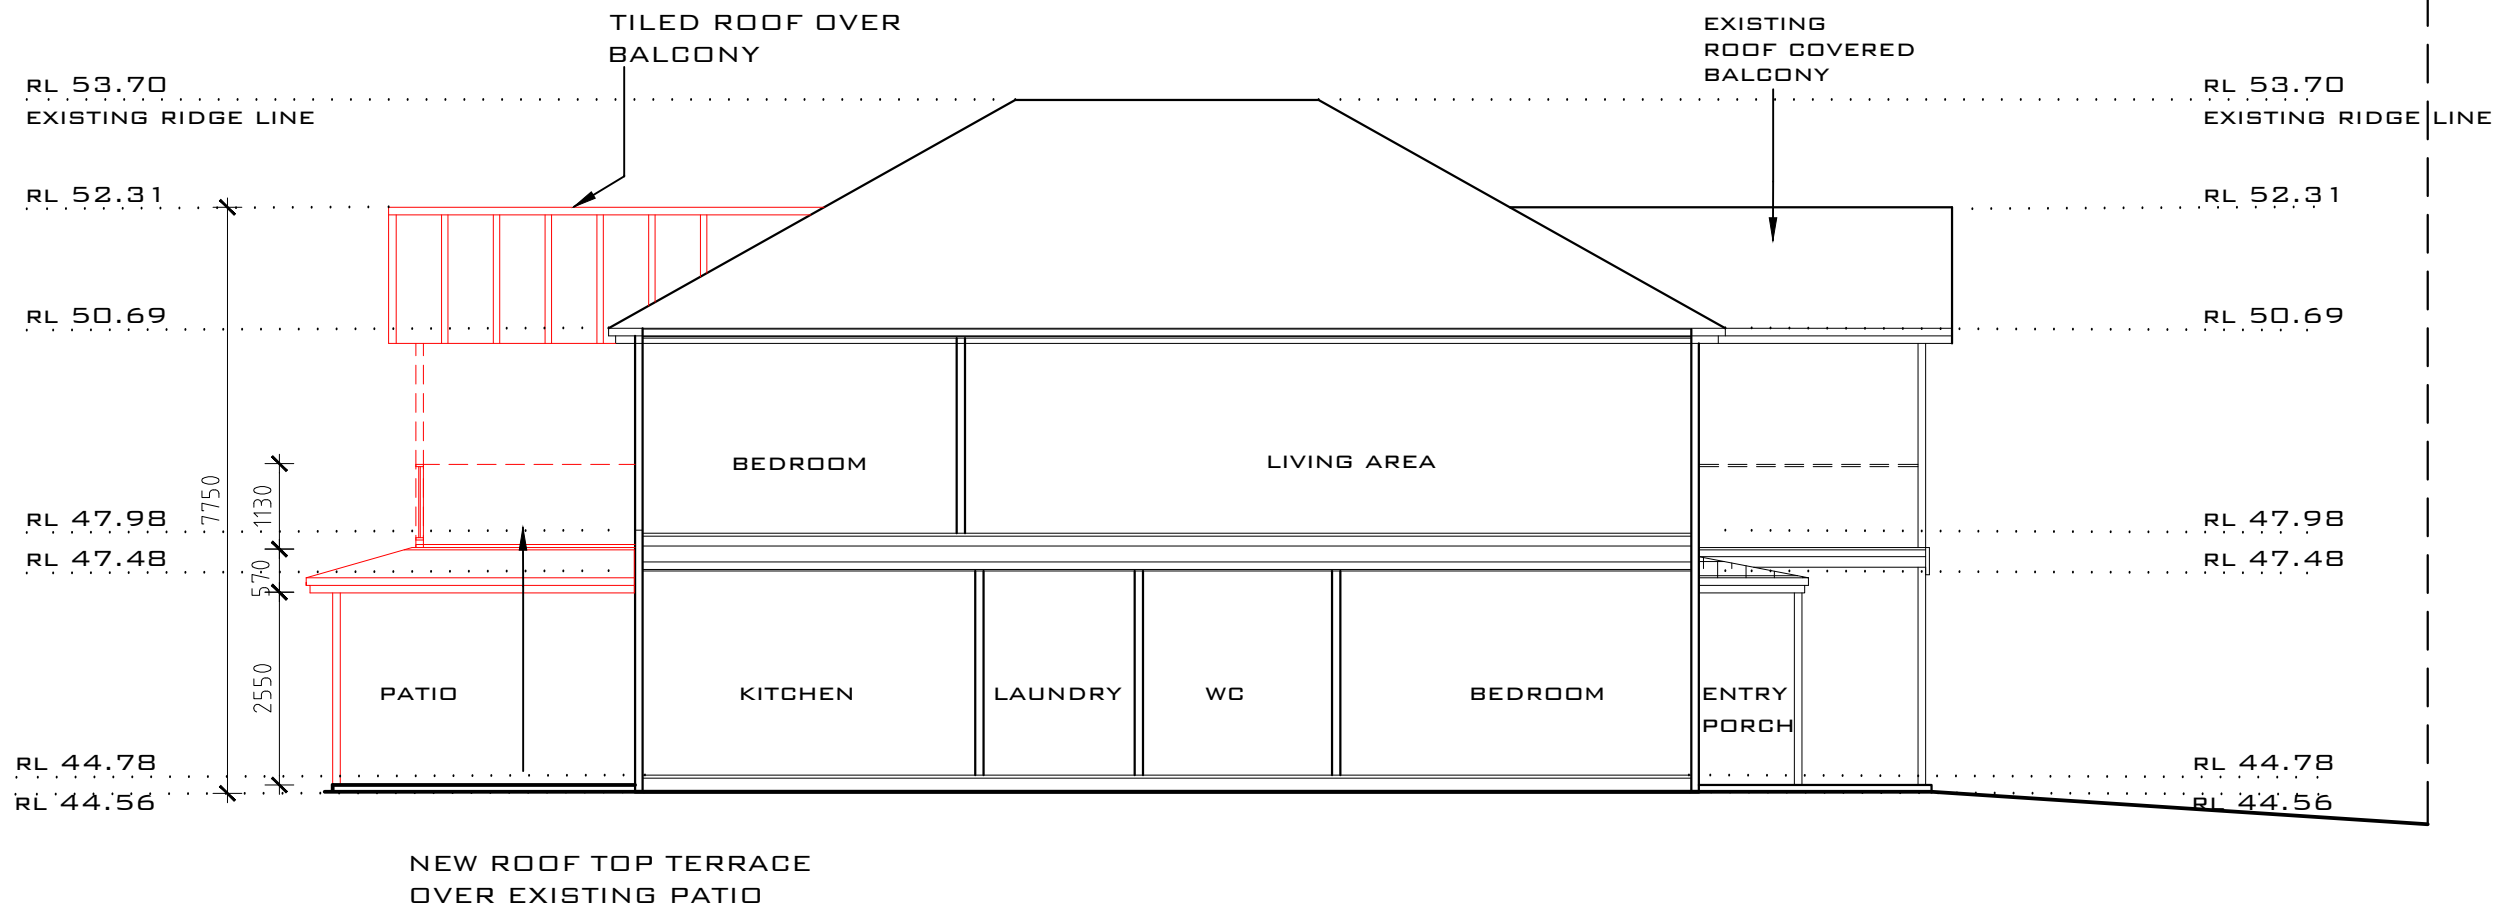 TILED ROOF OVER
BALCONY
EXISTING
ROOF COVERED
BALCONY
RL 53.70
EXISTING RIDGE LINE
RL 53.70
EXISTING RIDGE LINE
RL 52.31
RL 52.31
RL 50.69
RL 50.69
BEDROOM
LIVING AREA
7750
1130
RL 47.98
RL 47.98
RL 47.48
RL 47.48
570
2550
PATIO
KITCHEN
LAUNDRY
WC
BEDROOM
ENTRY
PORCH
RL 44.78
RL 44.78
RL 44.56
RL 44.56
NEW ROOF TOP TERRACE
OVER EXISTING PATIO